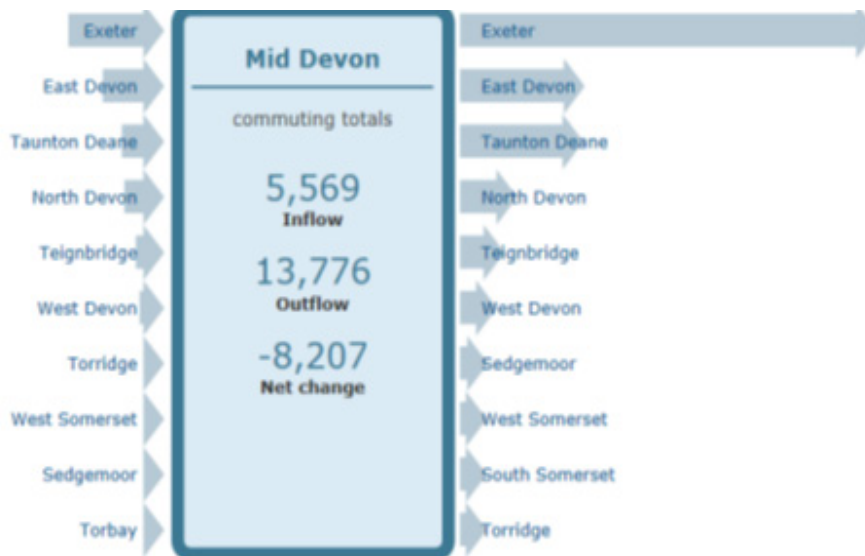 Exeter
East Devon
Taunton Deane
North Devon
Teignbridge
West Devon
Torridge
West Somerset
Sedgemoor
Torbay
Mid Devon
commuting totals
5,569
Inflow
13,776
Outflow
-8,207
Net change
Exeter
East Devon
Taunton Deane
North Devon
Teignbridge
West Devon
Sedgemoor
West Somerset
South Somerset
Torridge